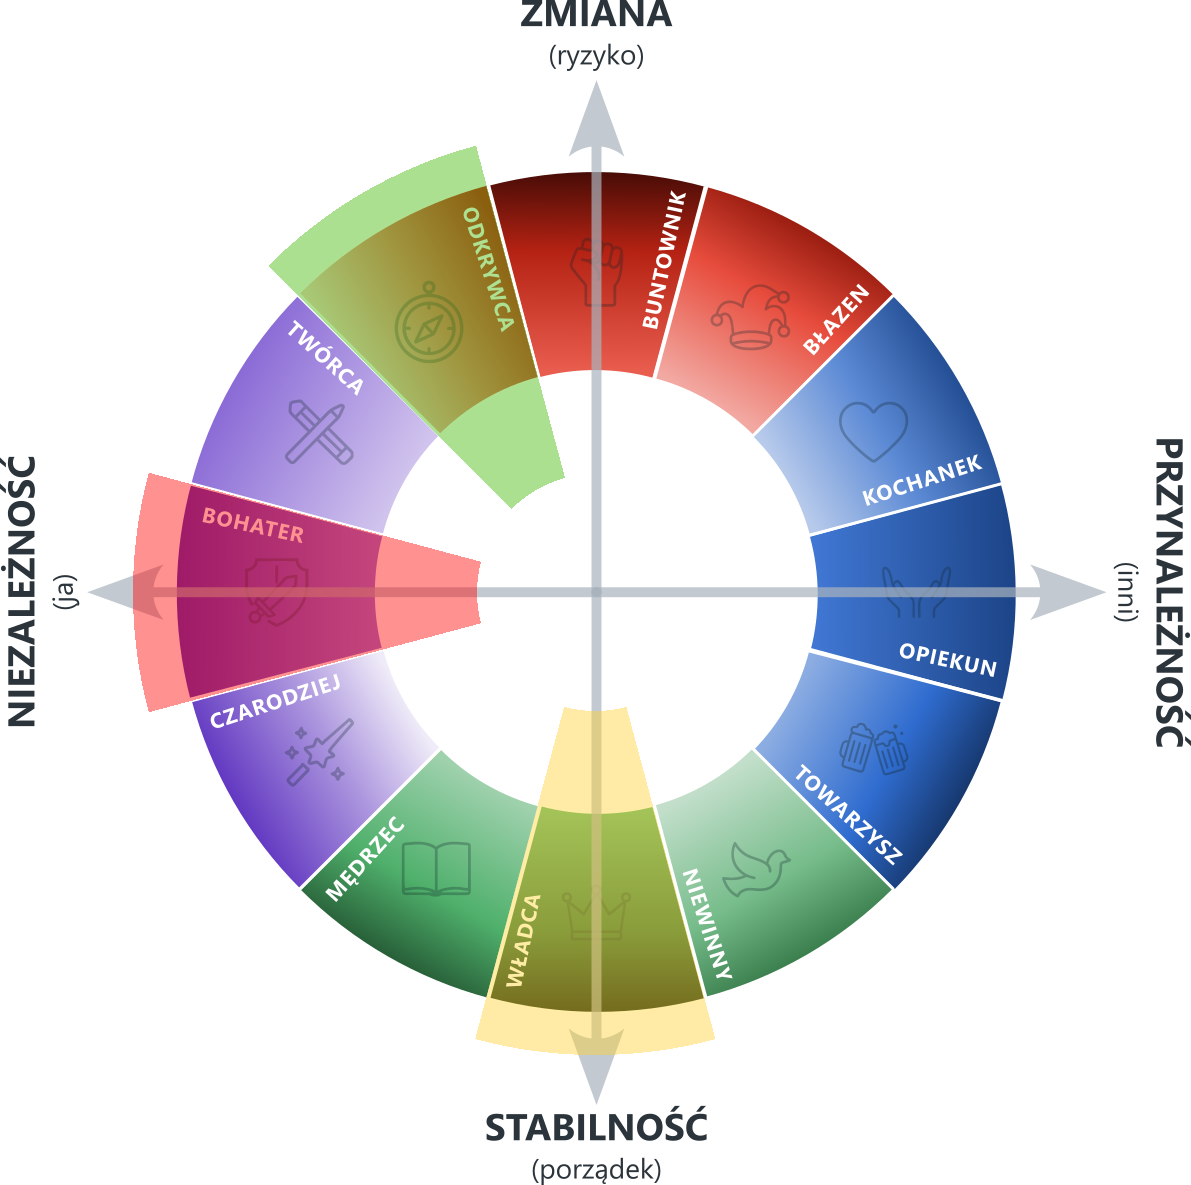 ZMIANA
(ryzyko)
BUNTOWNIK
BŁAZEN
KOCHANEK
OPIEKUN
TOWARZYSZ
NIEWINNY
WŁADCA
MĘDRZEC
CZARODZIEJ
BOHATER
TWÓRCA
ODKRYWCA
PRZYNALEŻNOŚĆ
(inni)
STABILNOŚĆ
(porządek)
NIEZALEŻNOŚĆ
(ja)